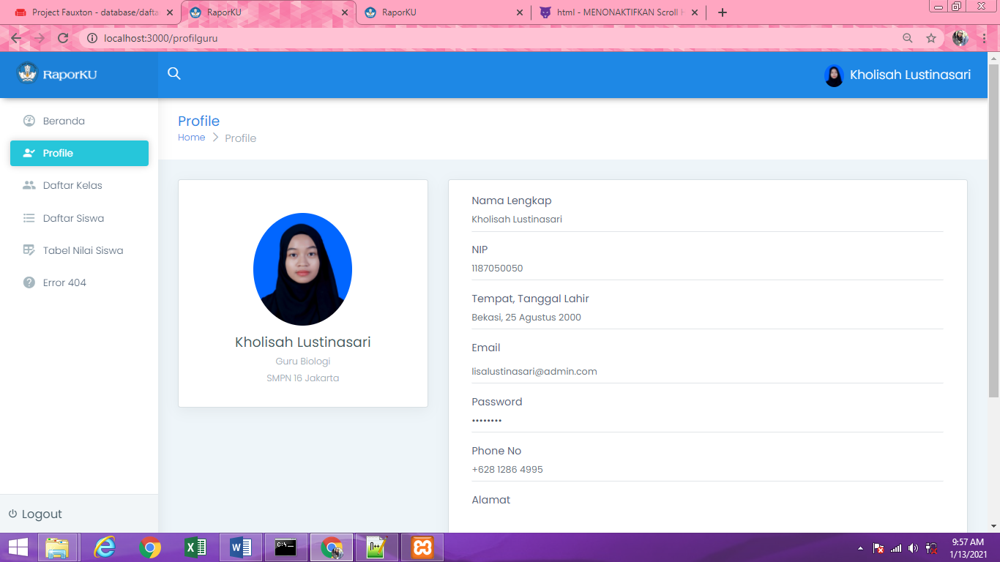 Project Fauxton - database/dafta
RaporKU
RaporKU
html - MENONAKTIFKAN Scroll H
localhost:3000/profilguru
RaporKU
Kholisah Lustinasari
Beranda
Profile
Daftar Kelas
Daftar Siswa
Tabel Nilai Siswa
Error 404
Logout
Profile
Home > Profile
Kholisah Lustinasari
Guru Biologi
SMPN 16 Jakarta
Nama Lengkap
Kholisah Lustinasari
NIP
1187050050
Tempat, Tanggal Lahir
Bekasi, 25 Agustus 2000
Email
lisalustinasari@admin.com
Password
••••••••
Phone No
+628 1286 4995
Alamat
9:57 AM
1/13/2021